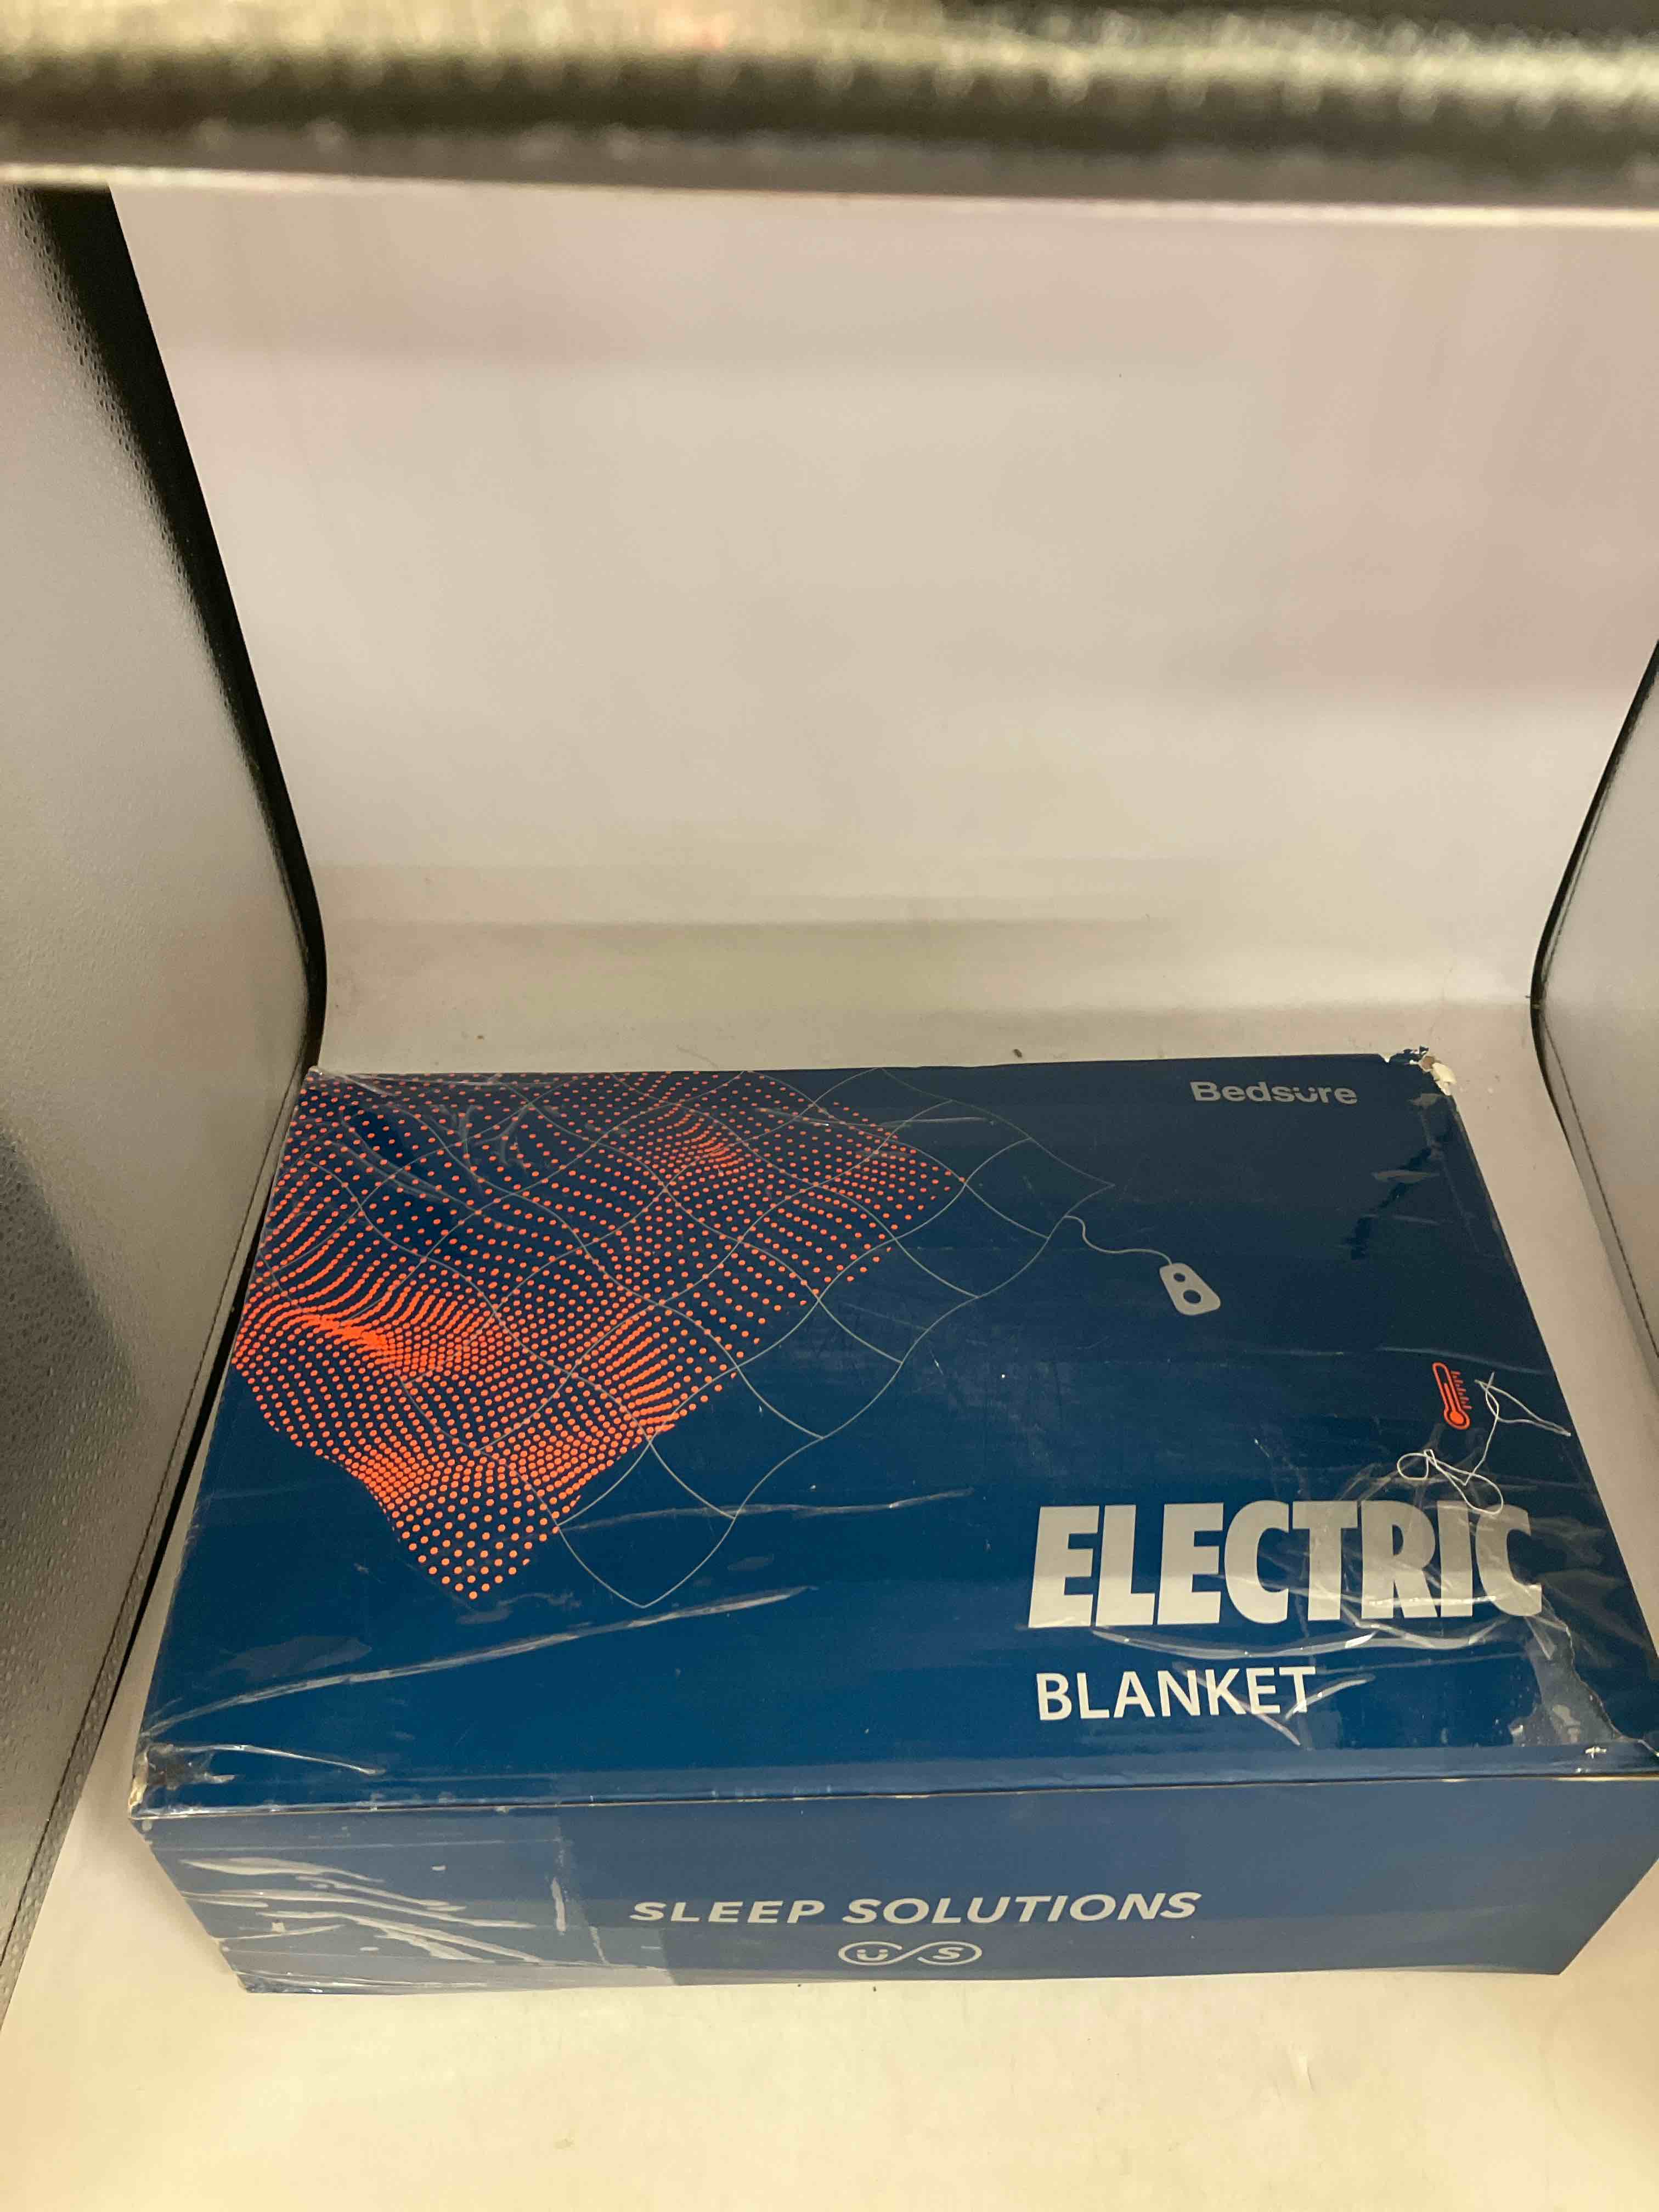 Bedsure
ELECTRIC
BLANKET
SLEEP SOLUTIONS
U S